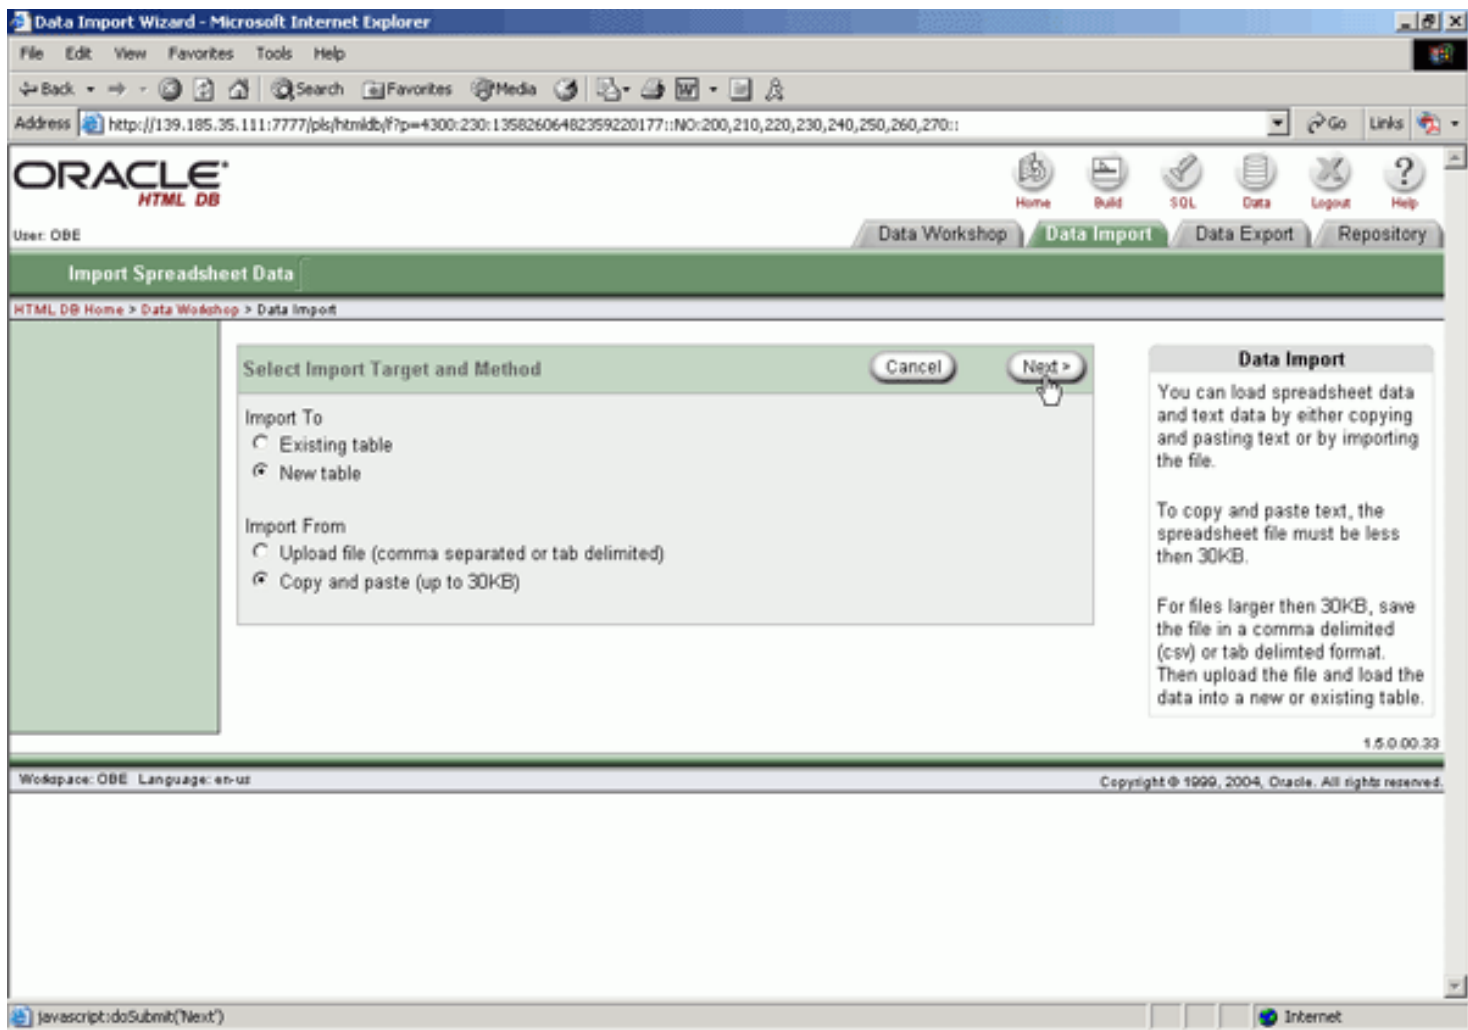 Data Import Wizard - Microsoft Internet Explorer
File Edit View Favorites Tools Help
Back Search Favorites Media
Address http://139.185.35.111:7777/pls/htmldb/f?p=4300:230:13582606482359220177::NO:200,210,220,230,240,250,260,270:: Go Links
ORACLE
HTML DB
Home Build SQL Data Logout Help
User: OBE
Data Workshop Data Import Data Export Repository
Import Spreadsheet Data
HTML DB Home > Data Workshop > Data Import
Select Import Target and Method Cancel Next >
Import To
Existing table
New table
Import From
Upload file (comma separated or tab delimited)
Copy and paste (up to 30KB)
Data Import
You can load spreadsheet data
and text data by either copying
and pasting text or by importing
the file.
To copy and paste text, the
spreadsheet file must be less
then 30KB.
For files larger then 30KB, save
the file in a comma delimited
(csv) or tab delimted format.
Then upload the file and load the
data into a new or existing table.
1.5.0.00.33
Workspace: OBE Language: en-us Copyright © 1999, 2004, Oracle. All rights reserved.
javascript:doSubmit('Next') Internet